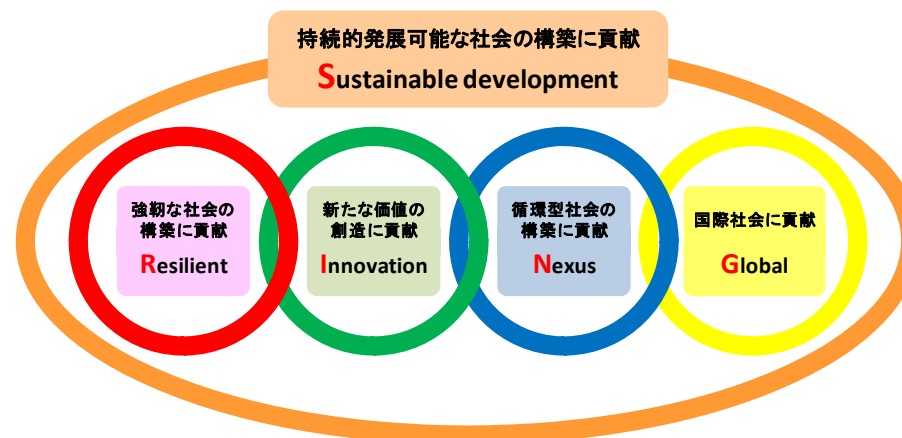 持続的発展可能な社会の構築に貢献
Sustainable development
強靭な社会の
構築に貢献
Resilient
新たな価値の
創造に貢献
Innovation
循環型社会の
構築に貢献
Nexus
国際社会に貢献
Global